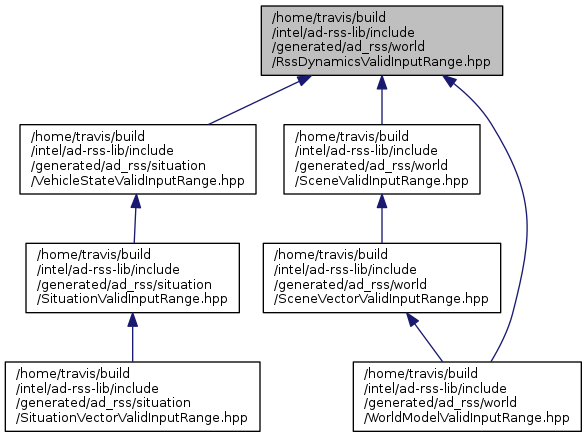 /home/travis/build
/intel/ad-rss-lib/include
/generated/ad_rss/world
/RssDynamicsValidInputRange.hpp
/home/travis/build
/intel/ad-rss-lib/include
/generated/ad_rss/situation
/VehicleStateValidInputRange.hpp
/home/travis/build
/intel/ad-rss-lib/include
/generated/ad_rss/world
/SceneValidInputRange.hpp
/home/travis/build
/intel/ad-rss-lib/include
/generated/ad_rss/situation
/SituationValidInputRange.hpp
/home/travis/build
/intel/ad-rss-lib/include
/generated/ad_rss/world
/SceneVectorValidInputRange.hpp
/home/travis/build
/intel/ad-rss-lib/include
/generated/ad_rss/situation
/SituationVectorValidInputRange.hpp
/home/travis/build
/intel/ad-rss-lib/include
/generated/ad_rss/world
/WorldModelValidInputRange.hpp